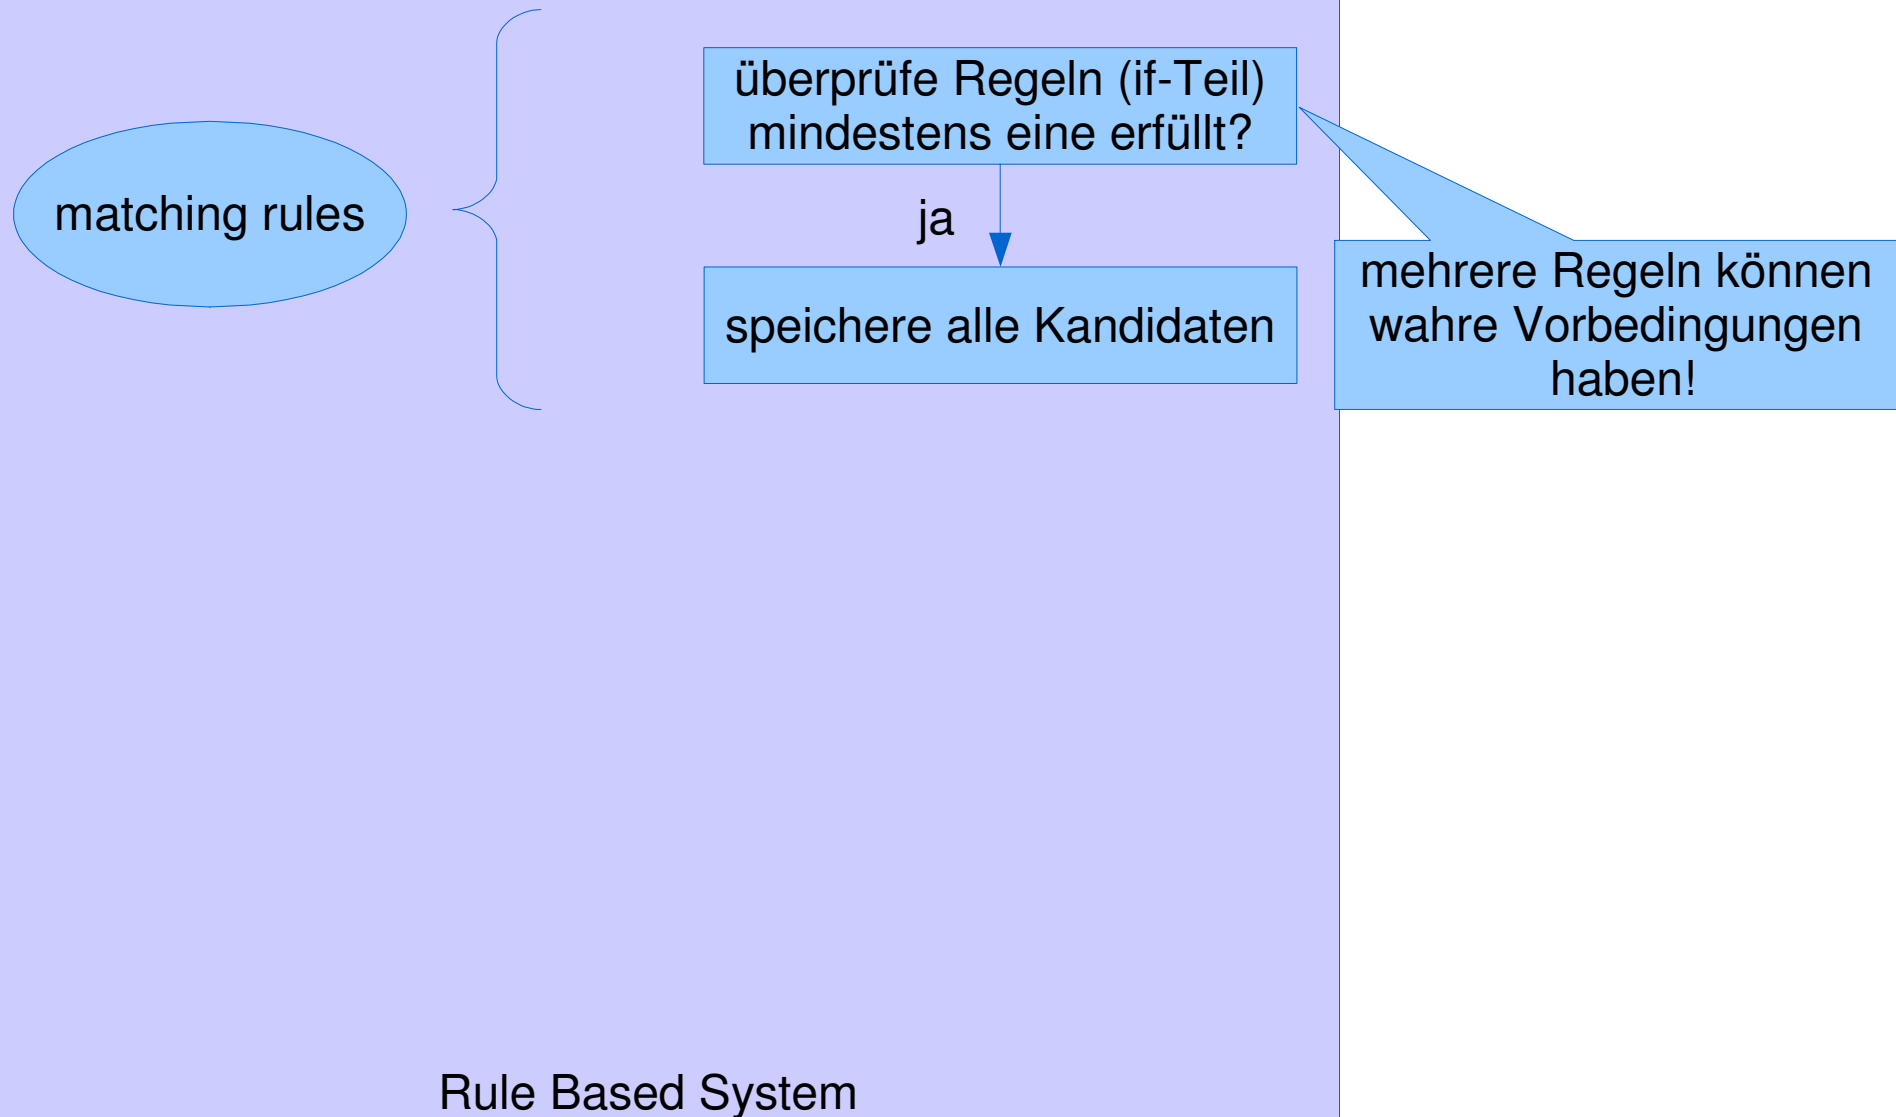 matching rules
überprüfe Regeln (if-Teil)
mindestens eine erfüllt?
ja
speichere alle Kandidaten
mehrere Regeln können
wahre Vorbedingungen
haben!
Rule Based System